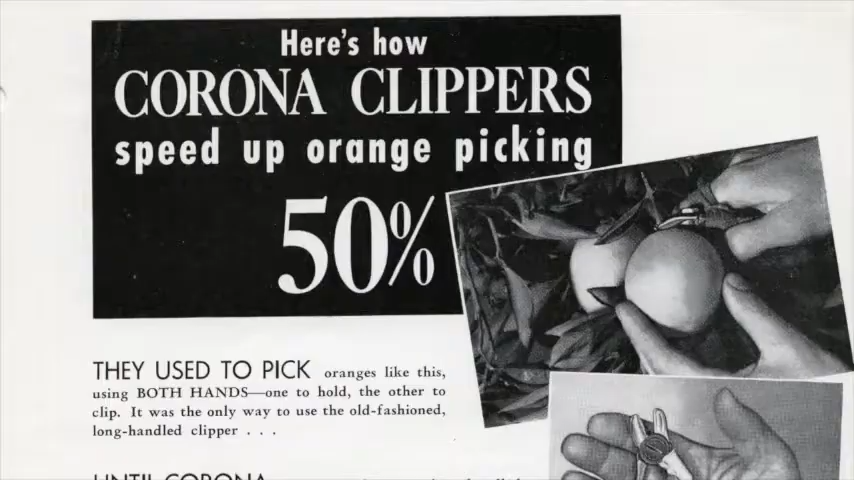 Here's how
CORONA CLIPPERS
speed up orange picking
50%
THEY USED TO PICK oranges like this,
using BOTH HANDS—one to hold, the other to
clip. It was the only way to use the old-fashioned,
long-handled clipper . . .
UNTIL CORONA